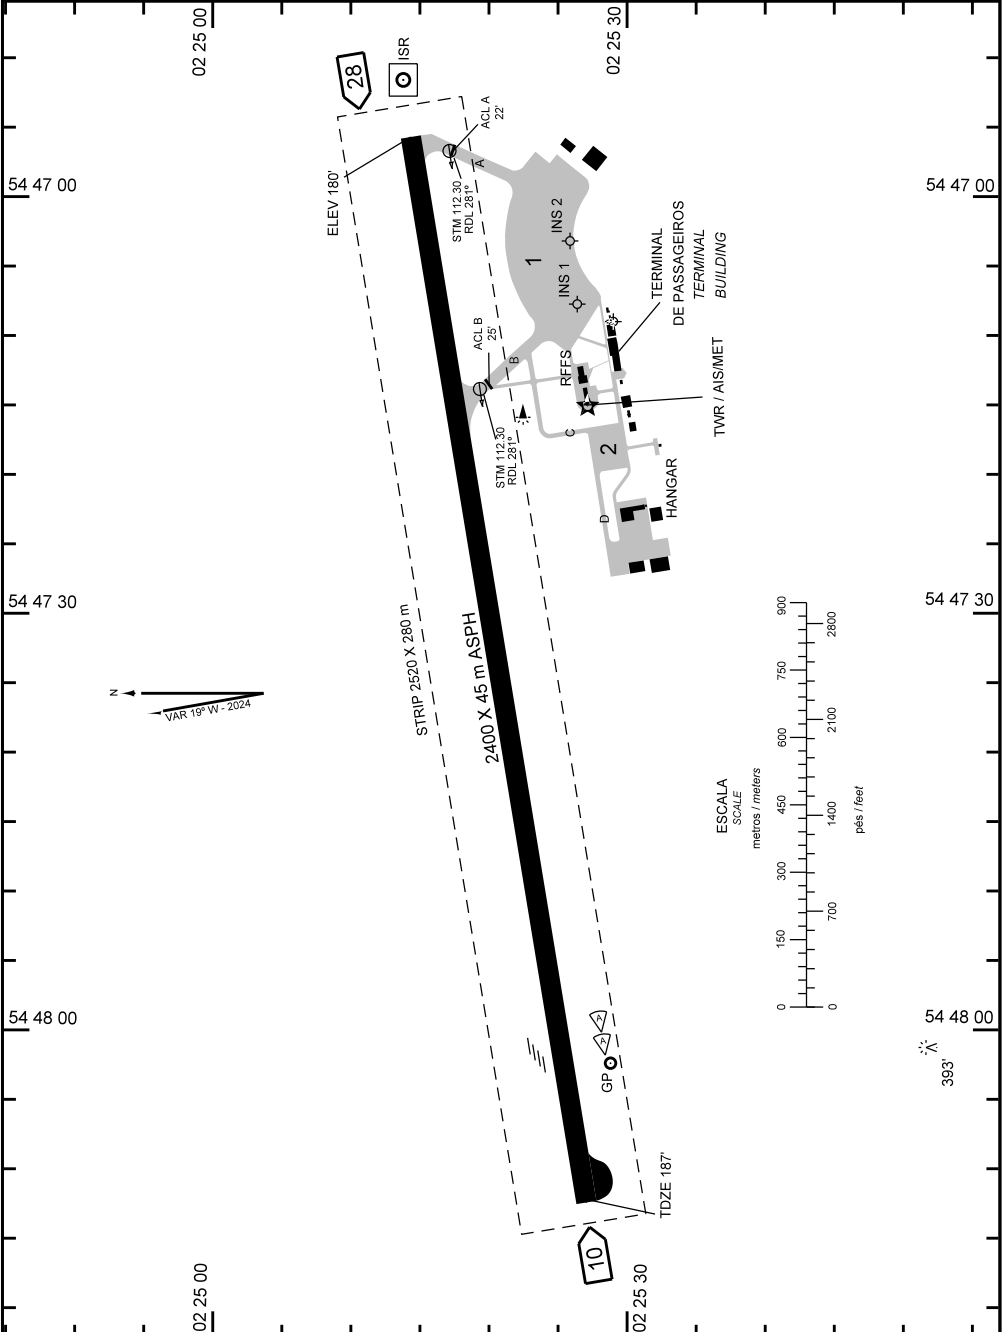 02 25 00
02 25 30
28
ISR
ACL A
22'
A
ELEV 180'
STM 112.30
RDL 281º
54 47 00
54 47 00
INS 2
1
INS 1
TERMINAL
DE PASSAGEIROS
TERMINAL
BUILDING
ACL B
25'
B
RFFS
TWR / AIS/MET
STM 112.30
RDL 281º
C
2
D
HANGAR
54 47 30
54 47 30
STRIP 2520 X 280 m
2400 X 45 m ASPH
N
VAR 19º W - 2024
ESCALA
SCALE
metros / meters
0 150 300 450 600 750 900
0 700 1400 2100 2800
pés / feet
54 48 00
54 48 00
A
A
GP
393'
TDZE 187'
10
02 25 00
02 25 30